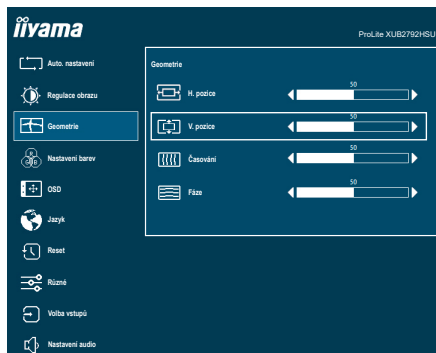 iiyama
ProLite XUB2792HSU
Auto. nastavení
Regulace obrazu
Geometrie
Nastavení barev
R
G B
OSD
Jazyk
Reset
Různé
Volba vstupů
Nastavení audio
Geometrie
H. pozice
50
V. pozice
50
Časování
50
Fáze
50